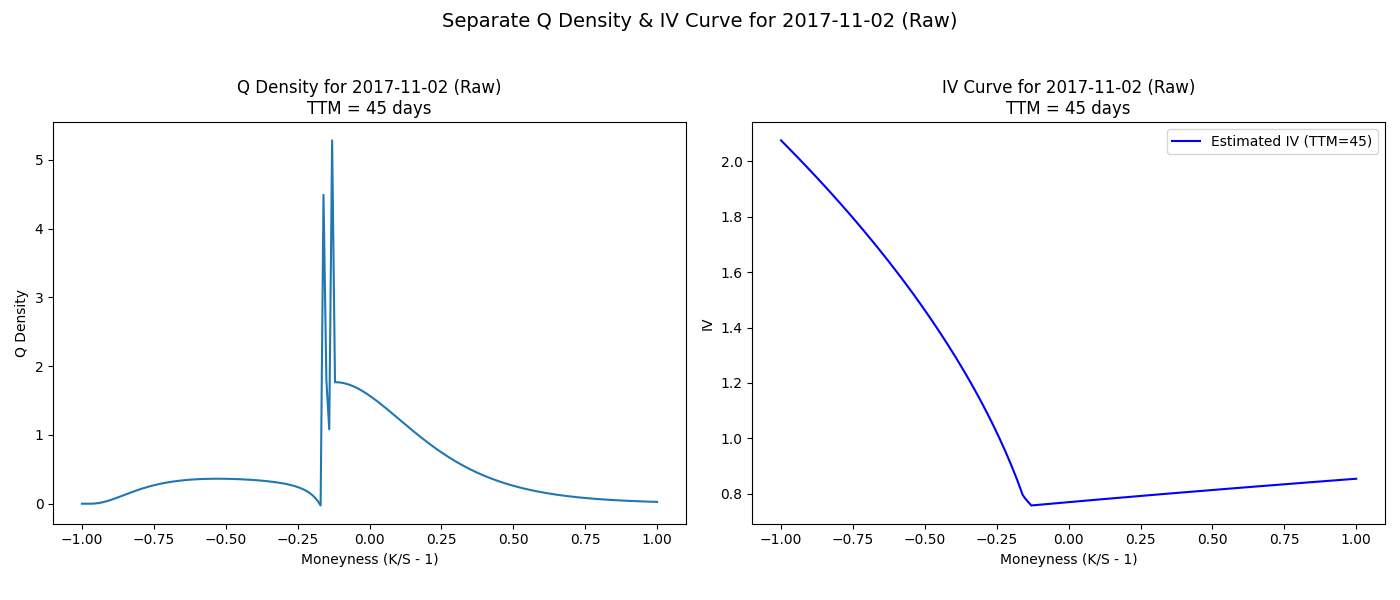 Separate Q Density & IV Curve for 2017-11-02 (Raw)
Q Density for 2017-11-02 (Raw)
TTM = 45 days
Q Density
5
4
3
2
1
0
−1.00 −0.75 −0.50 −0.25 0.00 0.25 0.50 0.75 1.00
Moneyness (K/S - 1)
IV Curve for 2017-11-02 (Raw)
TTM = 45 days
Estimated IV (TTM=45)
IV
2.0
1.8
1.6
1.4
1.2
1.0
0.8
−1.00 −0.75 −0.50 −0.25 0.00 0.25 0.50 0.75 1.00
Moneyness (K/S - 1)